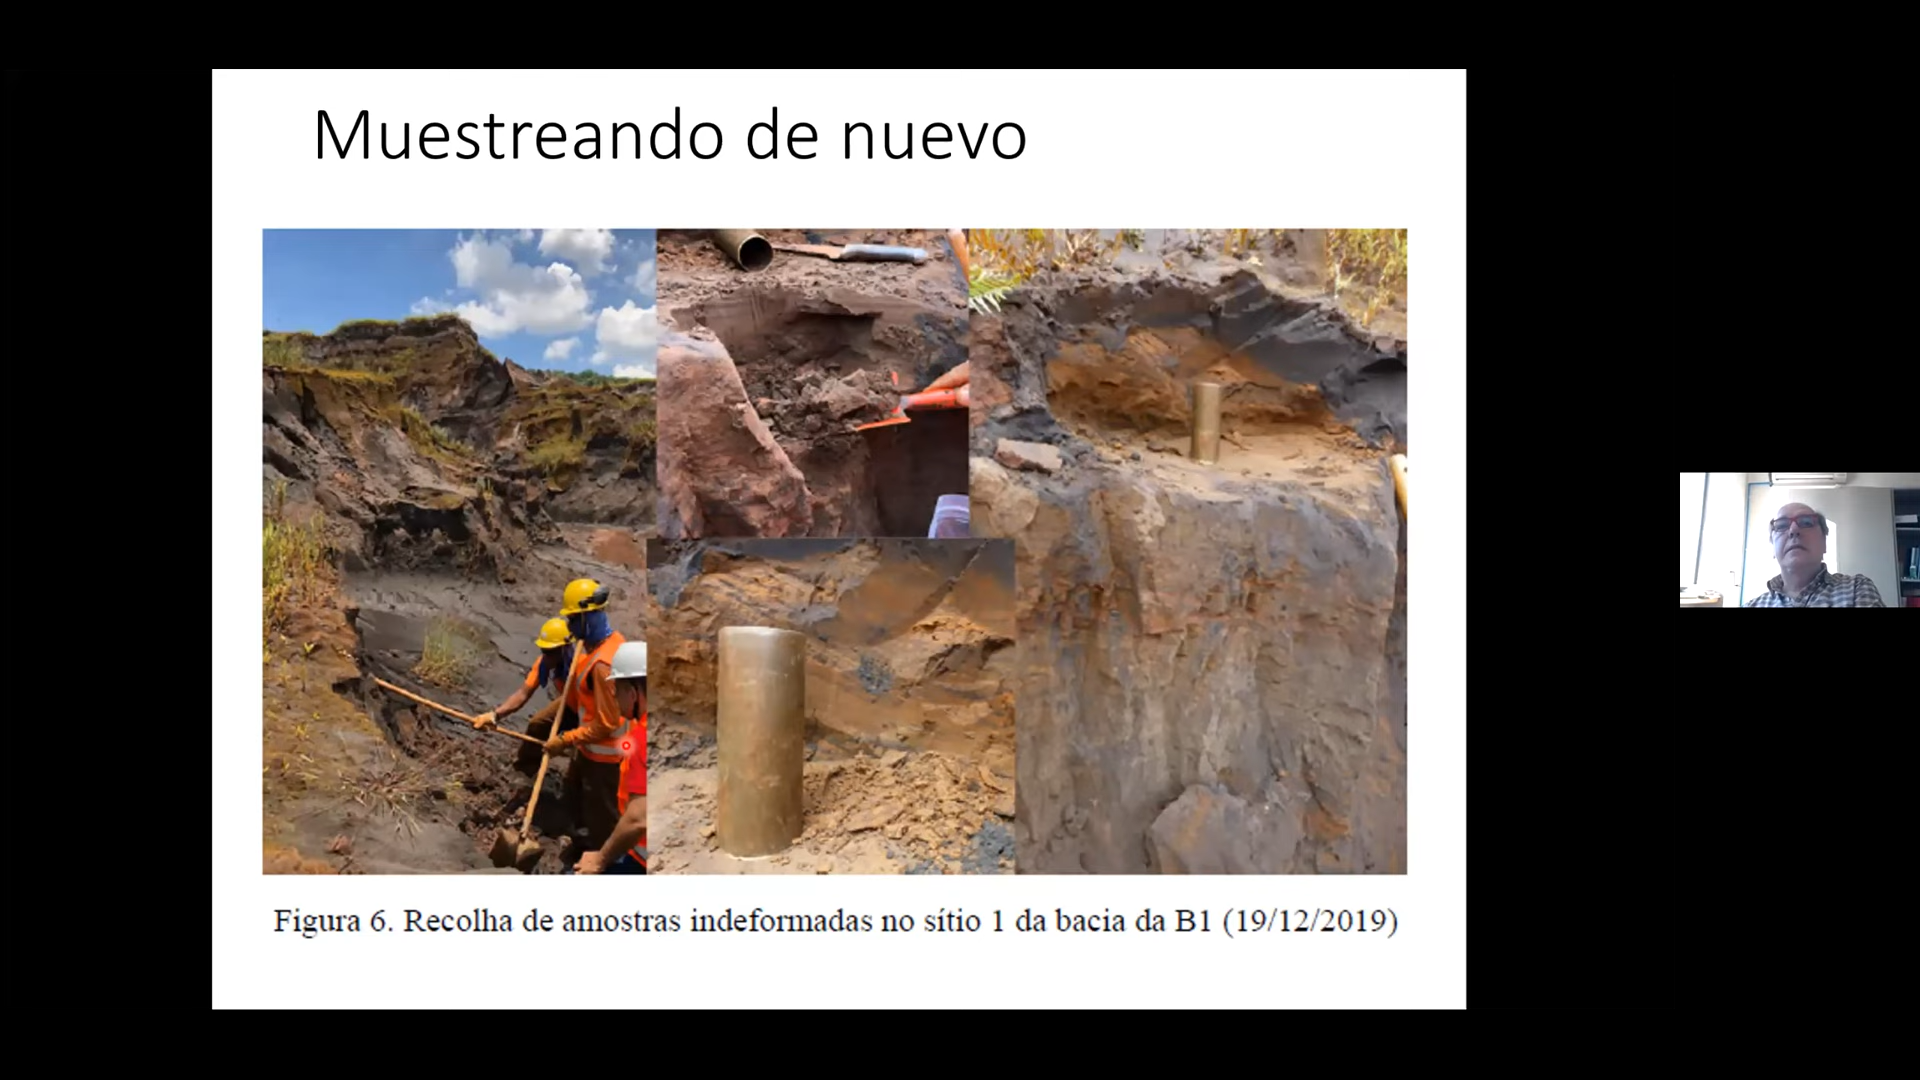 Muestreando de nuevo
Figura 6. Recolha de amostras indeformadas no sítio 1 da bacia da B1 (19/12/2019)